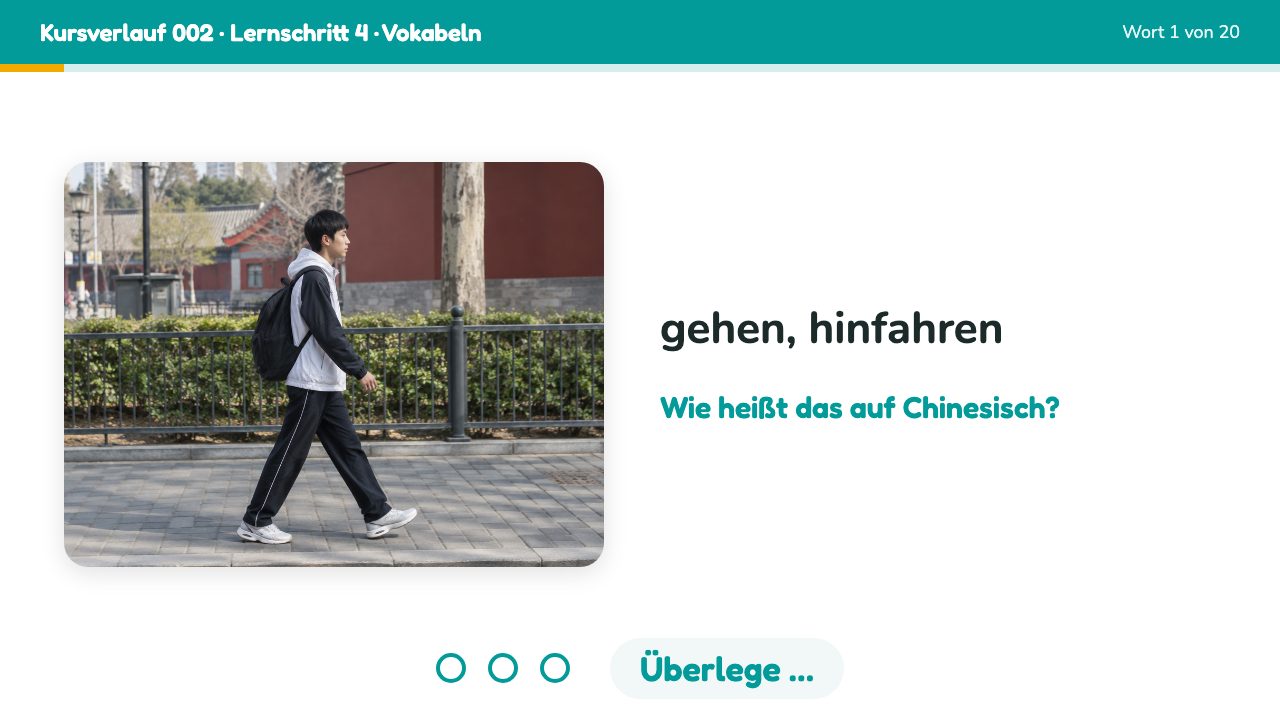 Kursverlauf 002 · Lernschritt 4 · Vokabeln
Wort 1 von 20
gehen, hinfahren
Wie heißt das auf Chinesisch?
Überlege ...